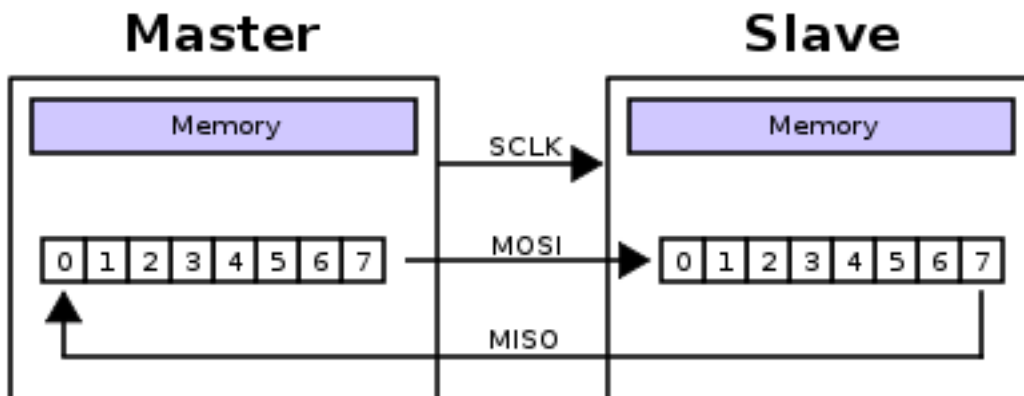 Master Slave
Memory Memory
SCLK
MOSI
0 1 2 3 4 5 6 7 0 1 2 3 4 5 6 7
MISO